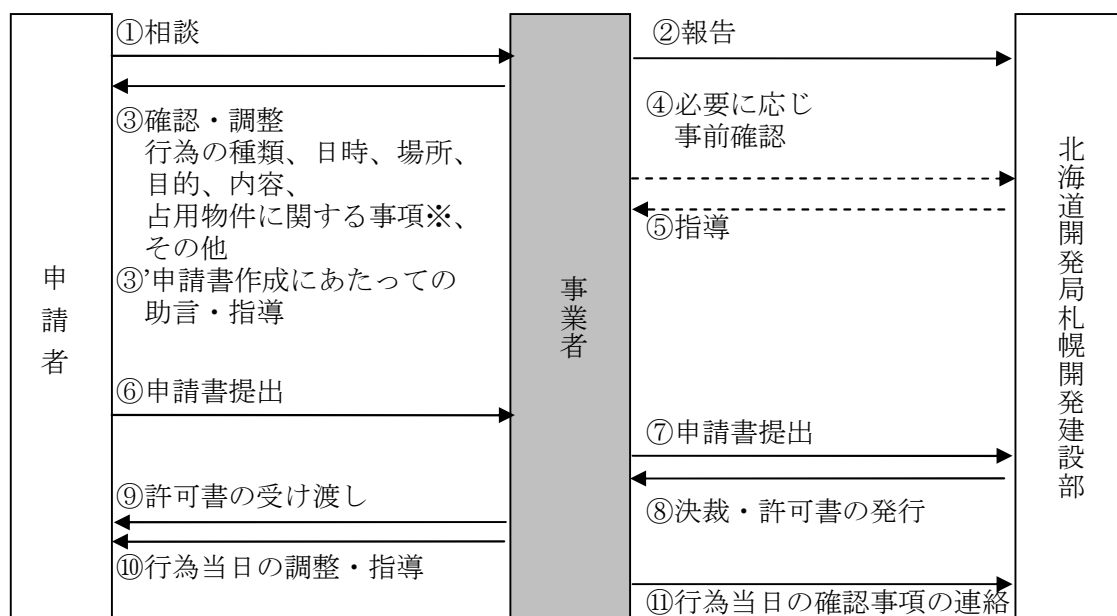 ①相談
②報告
③確認・調整
行為の種類、日時、場所、
目的、内容、
占用物件に関する事項※、
その他
③’申請書作成にあたっての
助言・指導
④必要に応じ
事前確認
⑤指導
申請者
事業者
北海道開発局札幌開発建設部
⑥申請書提出
⑦申請書提出
⑧決裁・許可書の発行
⑨許可書の受け渡し
⑩行為当日の調整・指導
⑪行為当日の確認事項の連絡